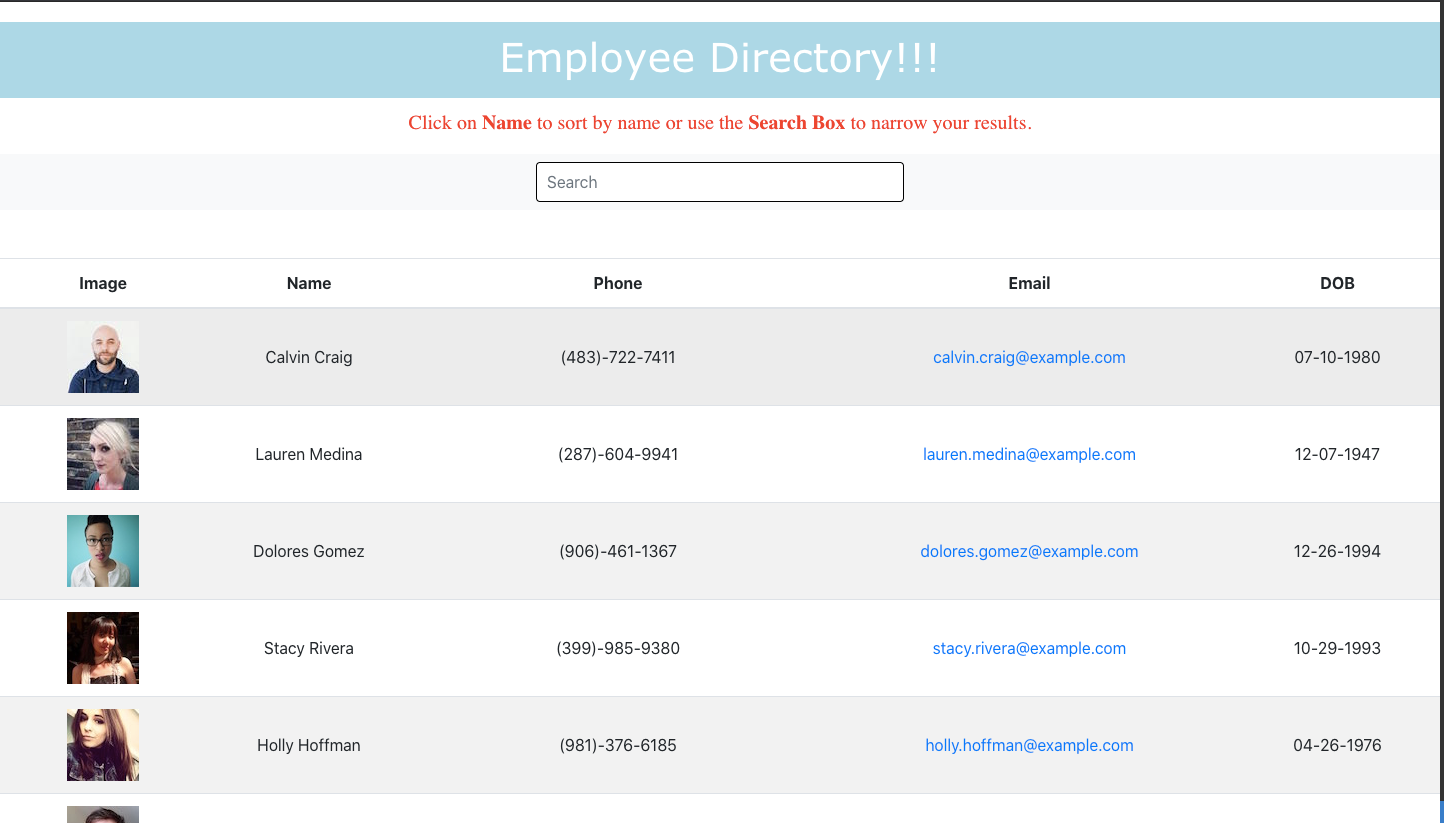 Employee Directory!!!
Click on Name to sort by name or use the Search Box to narrow your results.
Search
Image Name Phone Email DOB
Calvin Craig (483)-722-7411 calvin.craig@example.com 07-10-1980
Lauren Medina (287)-604-9941 lauren.medina@example.com 12-07-1947
Dolores Gomez (906)-461-1367 dolores.gomez@example.com 12-26-1994
Stacy Rivera (399)-985-9380 stacy.rivera@example.com 10-29-1993
Holly Hoffman (981)-376-6185 holly.hoffman@example.com 04-26-1976